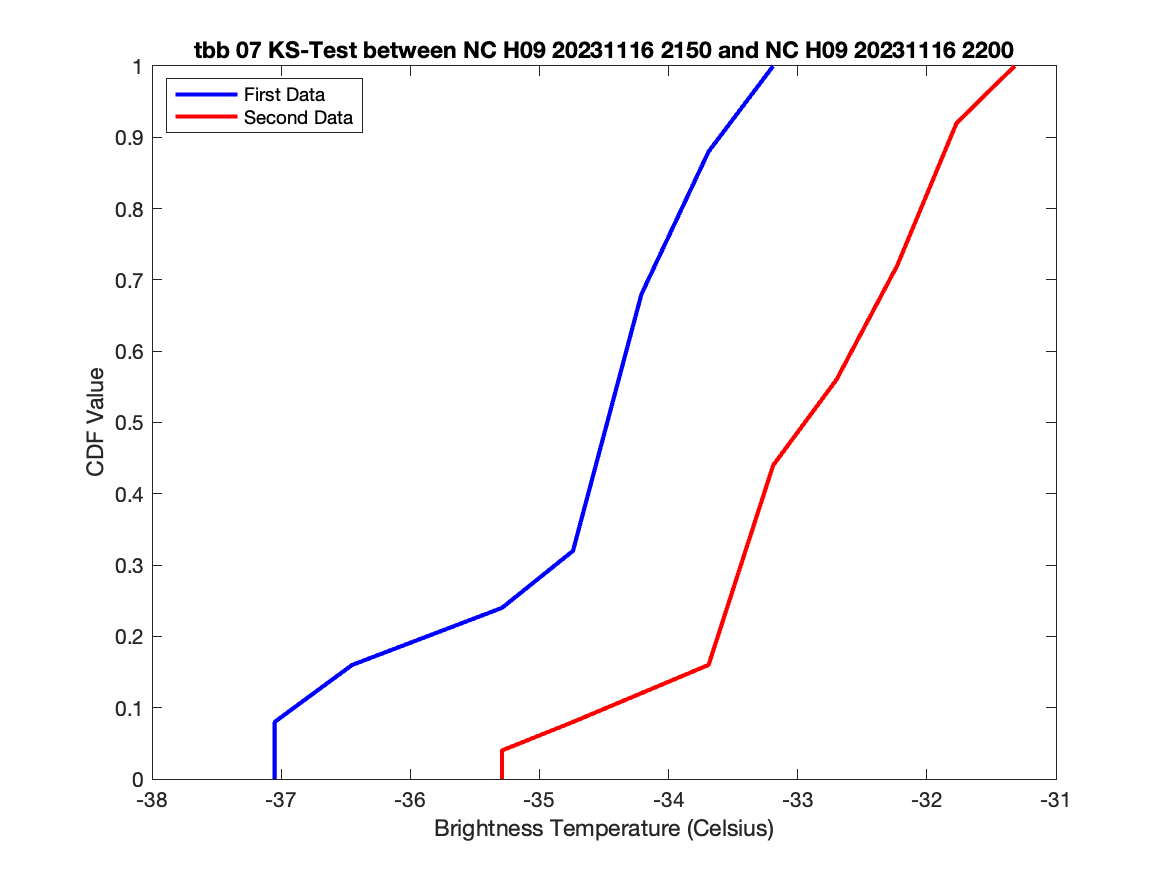 tbb 07 KS-Test between NC H09 20231116 2150 and NC H09 20231116 2200
First Data
Second Data
1
0.9
0.8
0.7
0.6
0.5
0.4
0.3
0.2
0.1
0
CDF Value
-38 -37 -36 -35 -34 -33 -32 -31
Brightness Temperature (Celsius)